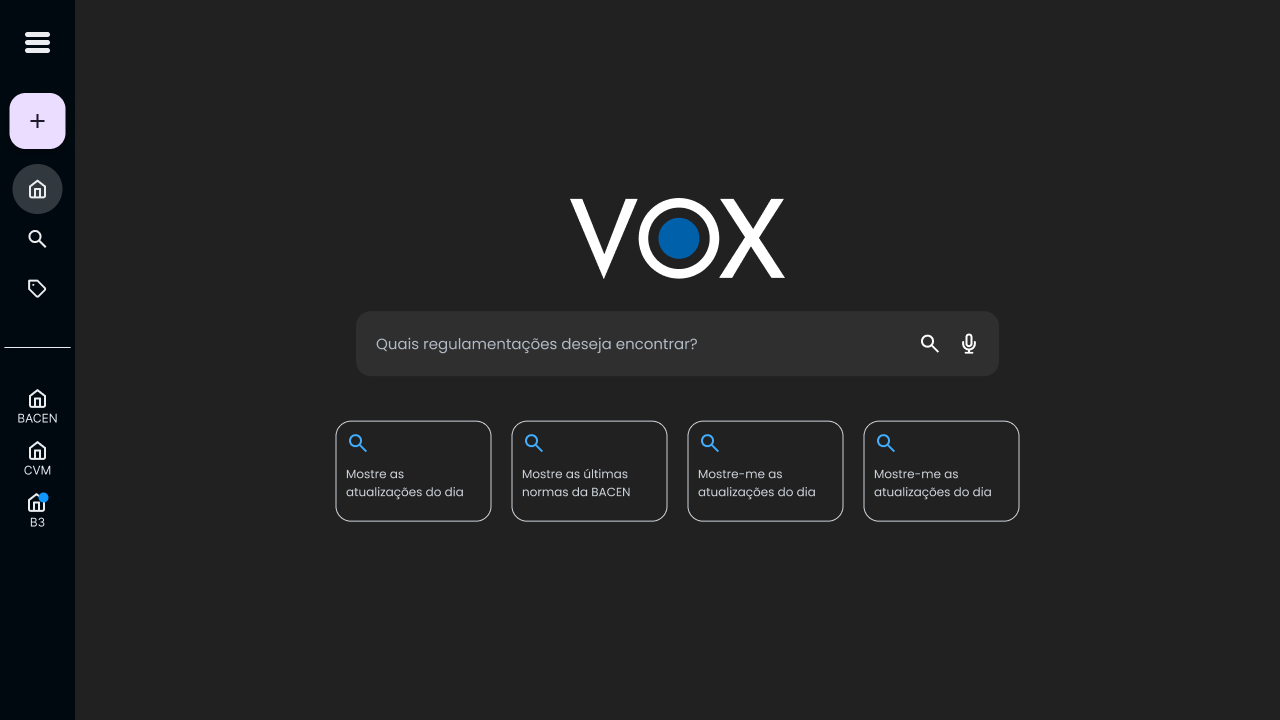 VOX
Quais regulamentações deseja encontrar?
Mostre as
atualizações do dia
Mostre as últimas
normas da BACEN
Mostre-me as
atualizações do dia
Mostre-me as
atualizações do dia
BACEN
CVM
B3